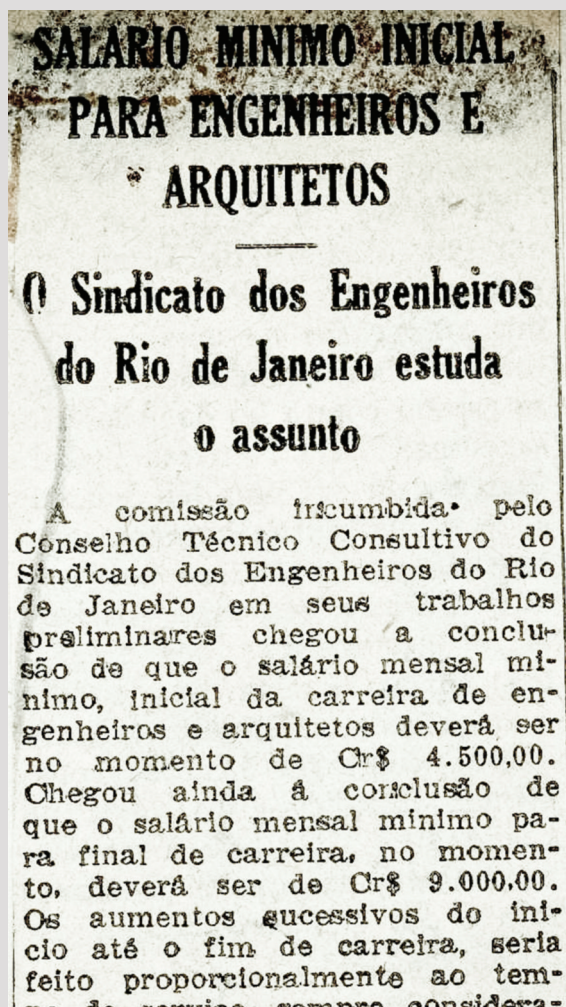 SALARIO MINIMO INICIAL
PARA ENGENHEIROS E
ARQUITETOS
O Sindicato dos Engenheiros
do Rio de Janeiro estuda
o assunto
A comissão incumbida pelo
Conselho Técnico Consultivo do
Sindicato dos Engenheiros do Rio
de Janeiro em seus trabalhos
preliminares chegou a conclu-
são de que o salário mensal mi-
nimo, inicial da carreira de en-
genheiros e arquitetos deverá ser
no momento de Cr$ 4.500,00.
Chegou ainda á conclusão de
que o salário mensal minimo pa-
ra final de carreira, no momen-
to, deverá ser de Cr$ 9.000,00.
Os aumentos sucessivos do ini-
cio até o fim de carreira, seria
feito proporcionalmente ao tem-
po de serviço, sempre considera-